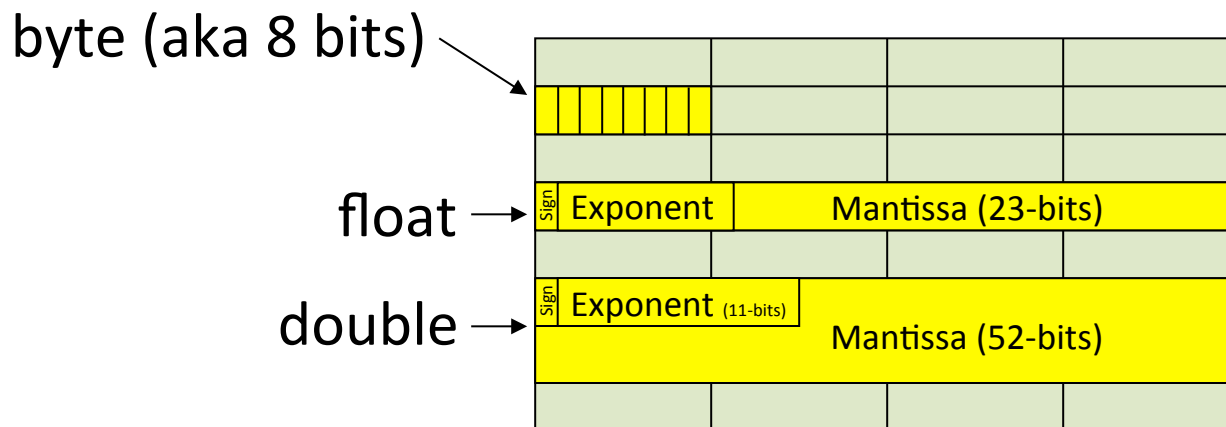 byte (aka 8 bits)
float
Sign
Exponent
Mantissa (23-bits)
double
Sign
Exponent (11-bits)
Mantissa (52-bits)